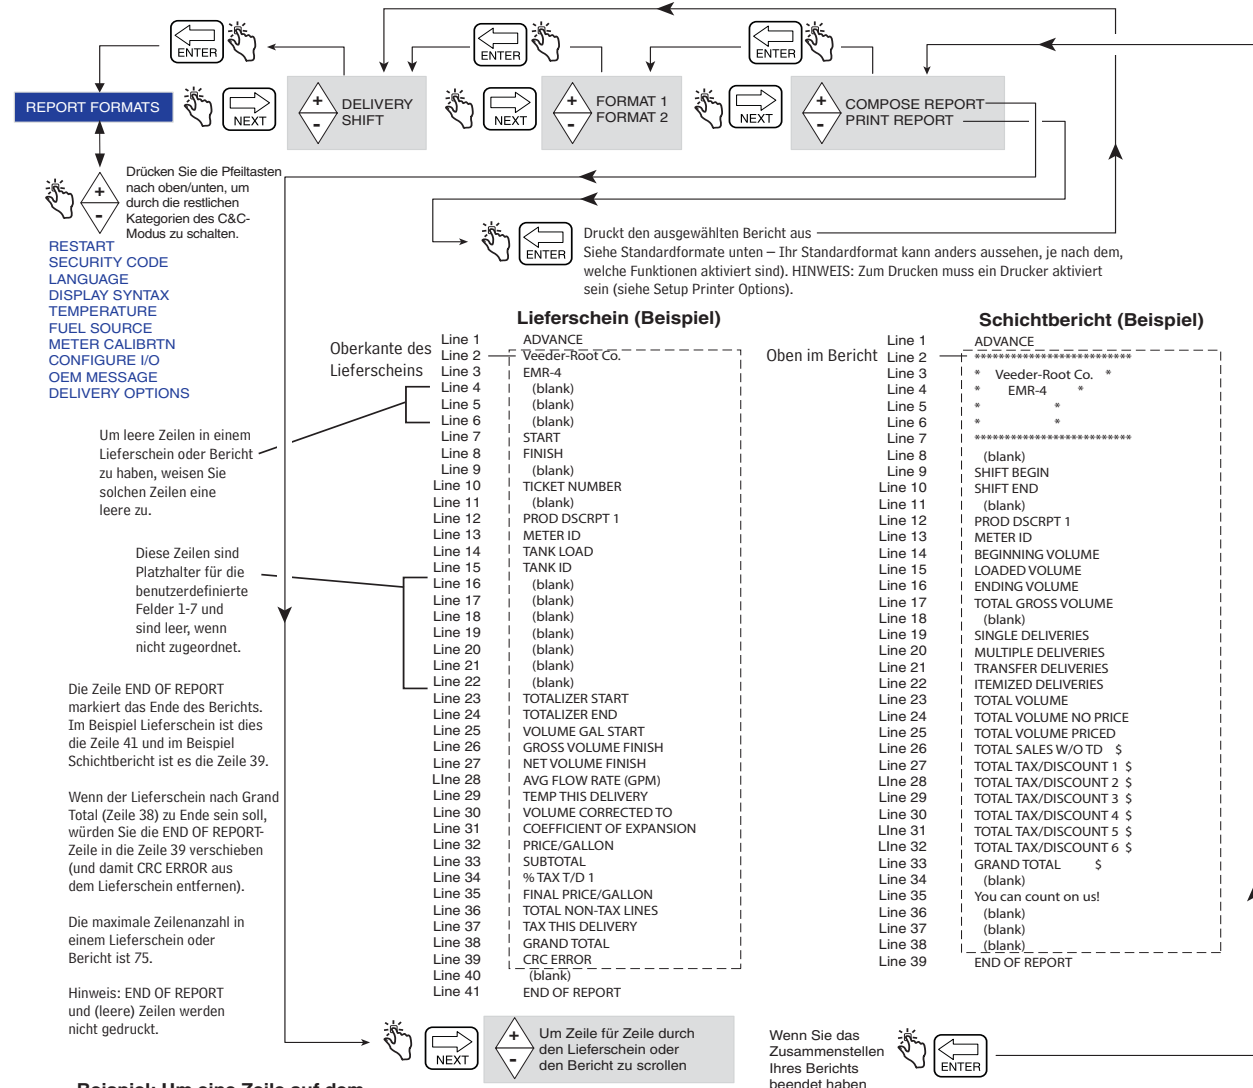 ENTER
ENTER
ENTER
REPORT FORMATS
NEXT
+
-
DELIVERY
SHIFT
NEXT
+
-
FORMAT 1
FORMAT 2
NEXT
+
-
COMPOSE REPORT
PRINT REPORT
+
-
Drücken Sie die Pfeiltasten
nach oben/unten, um
durch die restlichen
Kategorien des C&C-
Modus zu schalten.
RESTART
SECURITY CODE
LANGUAGE
DISPLAY SYNTAX
TEMPERATURE
FUEL SOURCE
METER CALIBRTN
CONFIGURE I/O
OEM MESSAGE
DELIVERY OPTIONS
ENTER
Druckt den ausgewählten Bericht aus
Siehe Standardformate unten – Ihr Standardformat kann anders aussehen, je nach dem,
welche Funktionen aktiviert sind). HINWEIS: Zum Drucken muss ein Drucker aktiviert
sein (siehe Setup Printer Options).
Um leere Zeilen in einem
Lieferschein oder Bericht
zu haben, weisen Sie
solchen Zeilen eine
leere zu.
Diese Zeilen sind
Platzhalter für die
benutzerdefinierte
Felder 1-7 und
sind leer, wenn
nicht zugeordnet.
Die Zeile END OF REPORT
markiert das Ende des Berichts.
Im Beispiel Lieferschein ist dies
die Zeile 41 und im Beispiel
Schichtbericht ist es die Zeile 39.
Wenn der Lieferschein nach Grand
Total (Zeile 38) zu Ende sein soll,
würden Sie die END OF REPORT-
Zeile in die Zeile 39 verschieben
(und damit CRC ERROR aus
dem Lieferschein entfernen).
Die maximale Zeilenanzahl in
einem Lieferschein oder
Bericht ist 75.
Hinweis: END OF REPORT
und (leere) Zeilen werden
nicht gedruckt.
Lieferschein (Beispiel)
Oberkante des
Lieferscheins
Line 1 ADVANCE
Line 2 Veeder-Root Co.
Line 3 EMR-4
Line 4 (blank)
Line 5 (blank)
Line 6 (blank)
Line 7 START
Line 8 FINISH
Line 9 (blank)
Line 10 TICKET NUMBER
Line 11 (blank)
Line 12 PROD DSCRPT 1
Line 13 METER ID
Line 14 TANK LOAD
Line 15 TANK ID
Line 16 (blank)
Line 17 (blank)
Line 18 (blank)
Line 19 (blank)
Line 20 (blank)
Line 21 (blank)
Line 22 (blank)
Line 23 TOTALIZER START
Line 24 TOTALIZER END
Line 25 VOLUME GAL START
Line 26 GROSS VOLUME FINISH
Line 27 NET VOLUME FINISH
LIne 28 AVG FLOW RATE (GPM)
Line 29 TEMP THIS DELIVERY
Line 30 VOLUME CORRECTED TO
Line 31 COEFFICIENT OF EXPANSION
Line 32 PRICE/GALLON
Line 33 SUBTOTAL
Line 34 % TAX T/D 1
Line 35 FINAL PRICE/GALLON
Line 36 TOTAL NON-TAX LINES
Line 37 TAX THIS DELIVERY
Line 38 GRAND TOTAL
Line 39 CRC ERROR
Line 40 (blank)
Line 41 END OF REPORT
Schichtbericht (Beispiel)
Oben im Bericht
Line 1 ADVANCE
Line 2 **************************
Line 3 * Veeder-Root Co. *
Line 4 * EMR-4 *
Line 5 * *
Line 6 * *
Line 7 **************************
Line 8 (blank)
Line 9 SHIFT BEGIN
Line 10 SHIFT END
Line 11 (blank)
Line 12 PROD DSCRPT 1
Line 13 METER ID
Line 14 BEGINNING VOLUME
Line 15 LOADED VOLUME
Line 16 ENDING VOLUME
Line 17 TOTAL GROSS VOLUME
Line 18 (blank)
Line 19 SINGLE DELIVERIES
Line 20 MULTIPLE DELIVERIES
Line 21 TRANSFER DELIVERIES
Line 22 ITEMIZED DELIVERIES
Line 23 TOTAL VOLUME
Line 24 TOTAL VOLUME NO PRICE
Line 25 TOTAL VOLUME PRICED
Line 26 TOTAL SALES W/O TD $
Line 27 TOTAL TAX/DISCOUNT 1 $
LIne 28 TOTAL TAX/DISCOUNT 2 $
Line 29 TOTAL TAX/DISCOUNT 3 $
Line 30 TOTAL TAX/DISCOUNT 4 $
LIne 31 TOTAL TAX/DISCOUNT 5 $
LIne 32 TOTAL TAX/DISCOUNT 6 $
Line 33 GRAND TOTAL $
Line 34 (blank)
Line 35 You can count on us!
Line 36 (blank)
Line 37 (blank)
Line 38 (blank)
Line 39 END OF REPORT
NEXT
+
-
Um Zeile für Zeile durch
den Lieferschein oder
den Bericht zu scrollen
Wenn Sie das
Zusammenstellen
Ihres Berichts
beendet haben
ENTER
Beispiel: Um eine Zeile auf dem